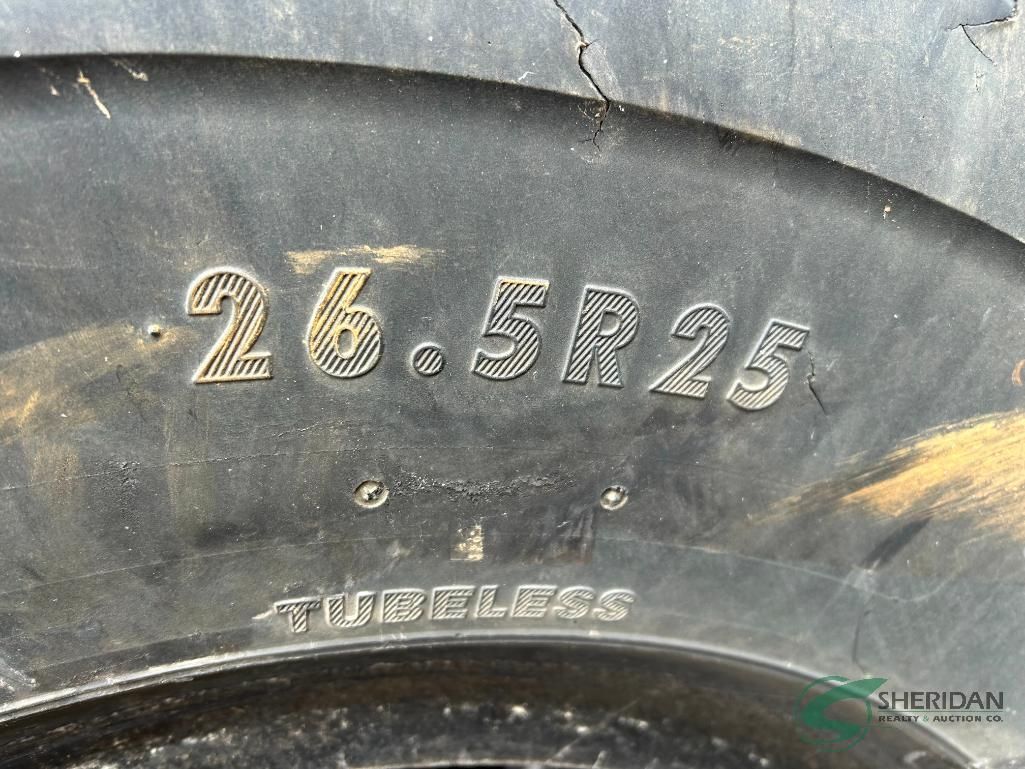 26.5R25
TUBELESS
SHERIDAN
REALTY & AUCTION CO.